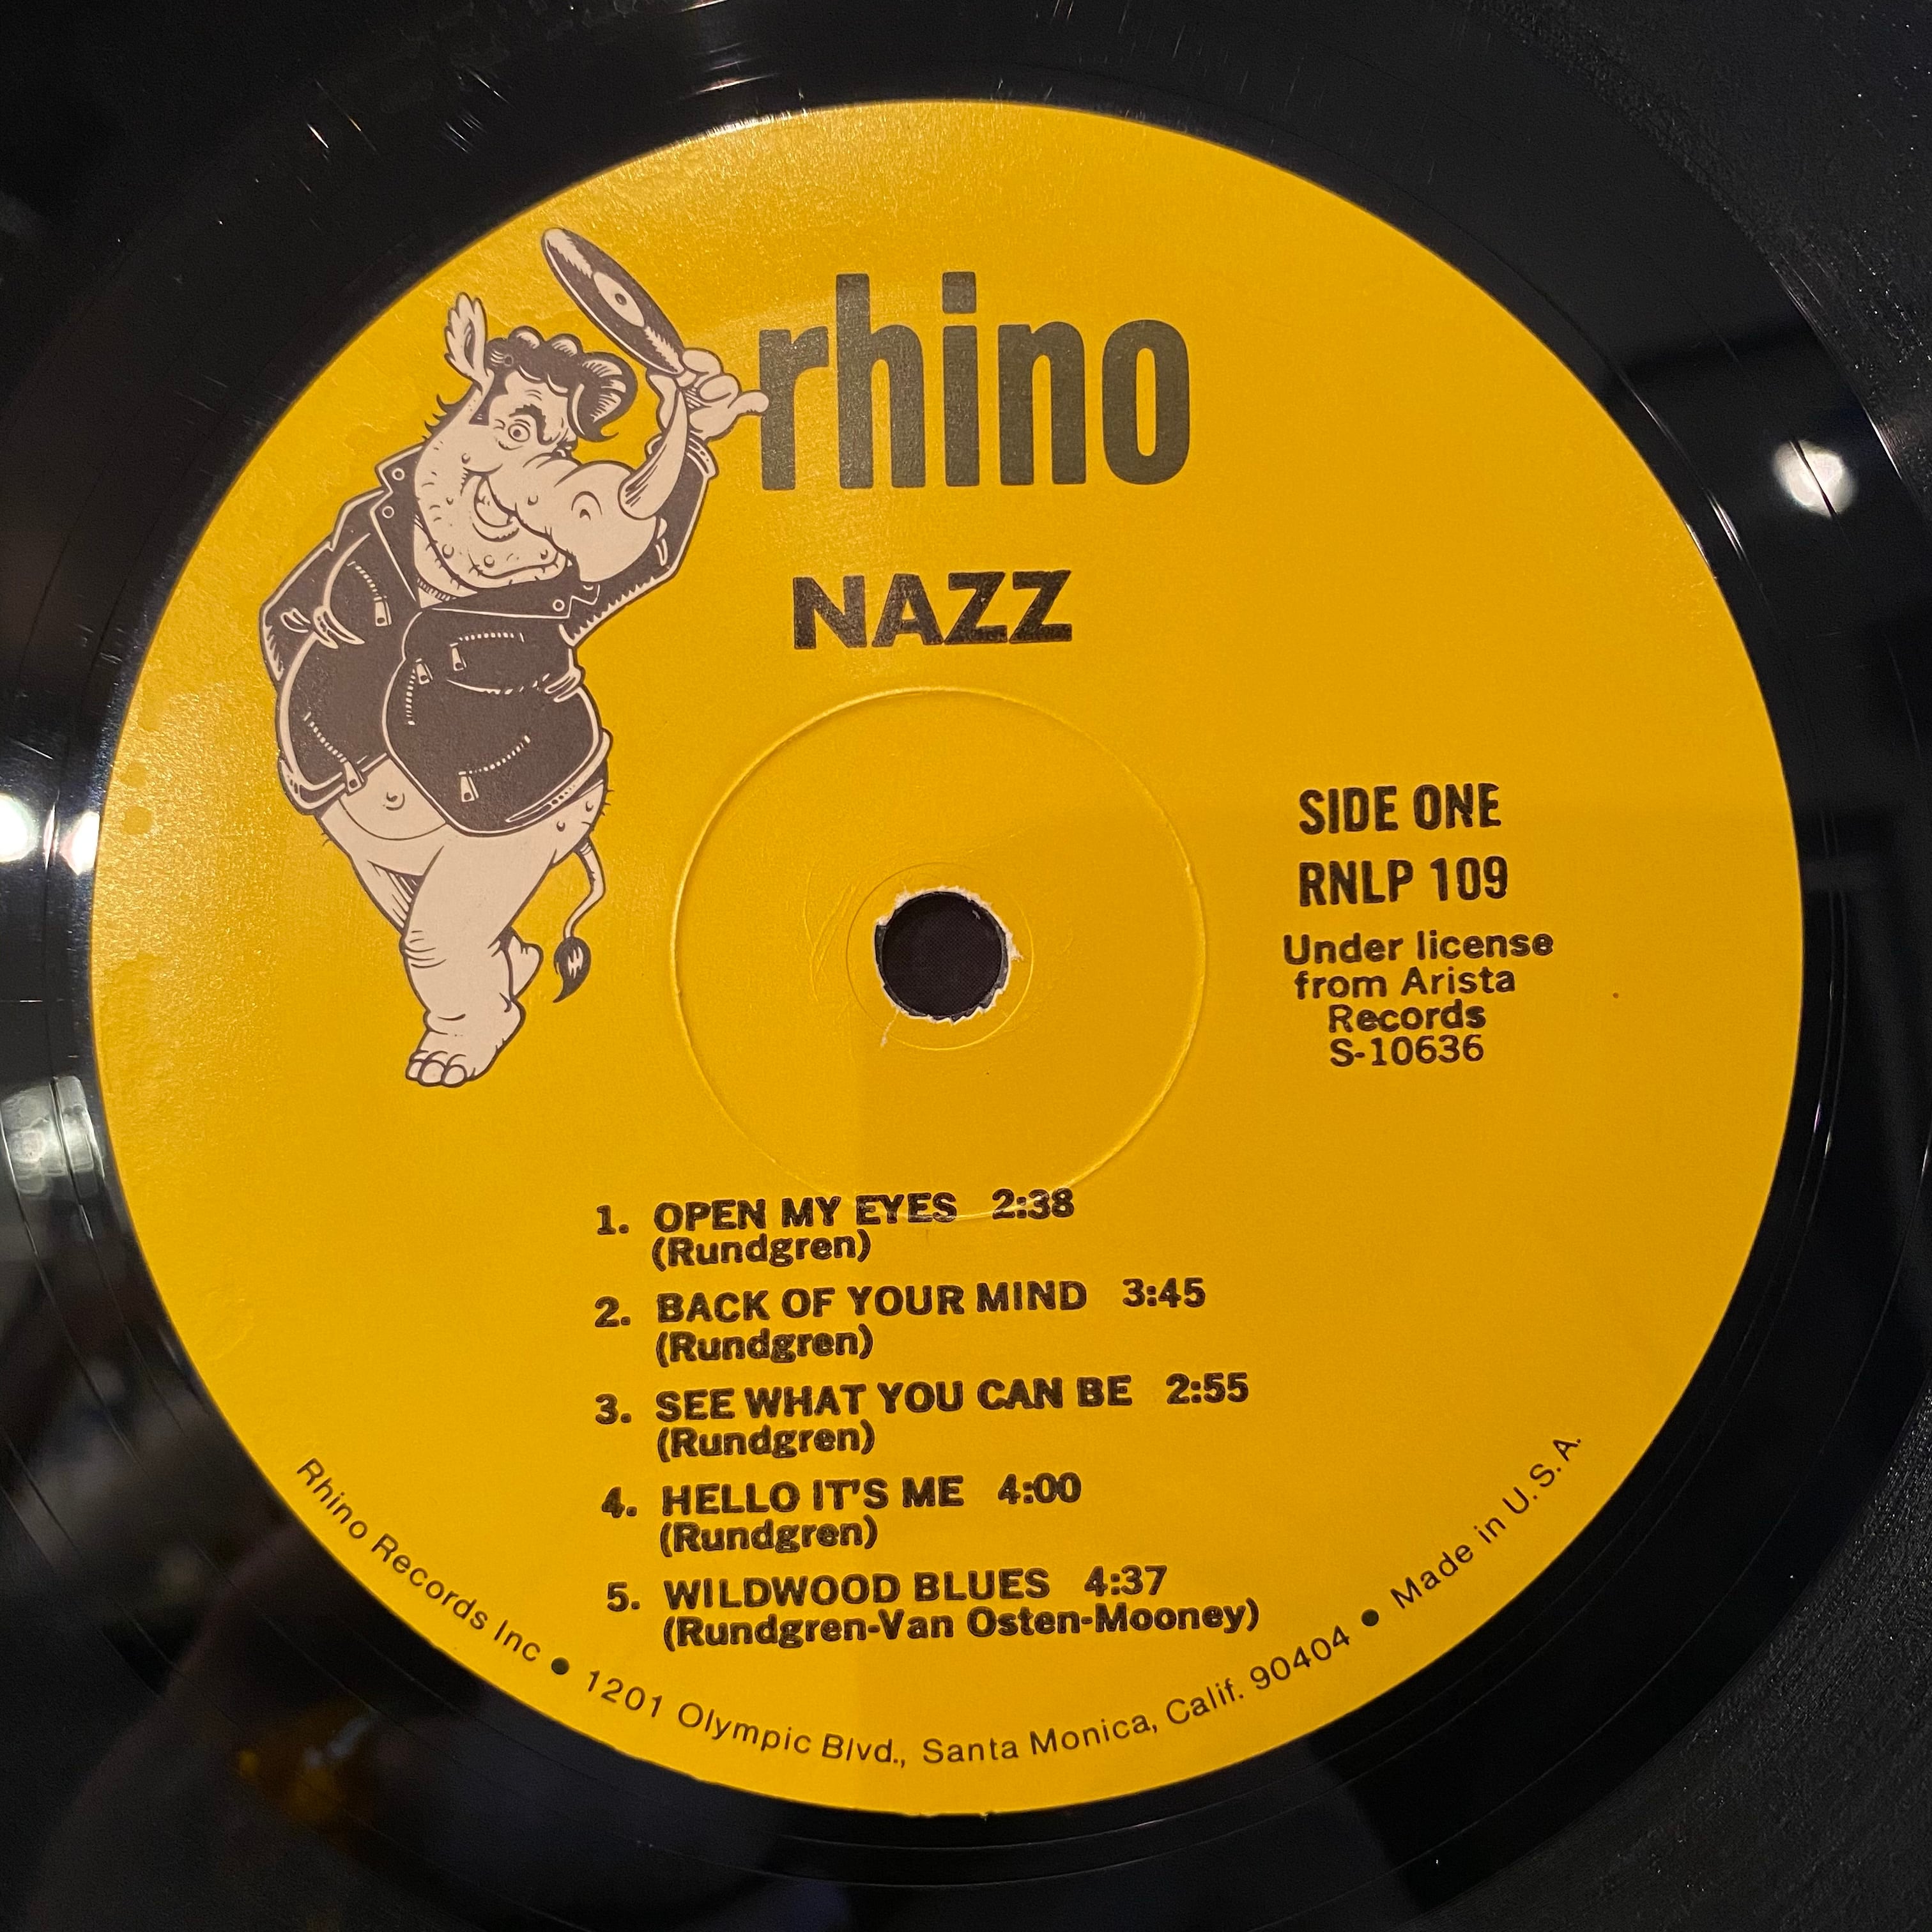 rhino
NAZZ
SIDE ONE
RNLP 109
Under license
from Arista
Records
S-10636
1. OPEN MY EYES 2:38
(Rundgren)
2. BACK OF YOUR MIND 3:45
(Rundgren)
3. SEE WHAT YOU CAN BE 2:55
(Rundgren)
4. HELLO IT'S ME 4:00
(Rundgren)
5. WILDWOOD BLUES 4:37
(Rundgren-Van Osten-Mooney)
Rhino Records Inc • 1201 Olympic Blvd., Santa Monica, Calif. 90404 • Made in U.S.A.